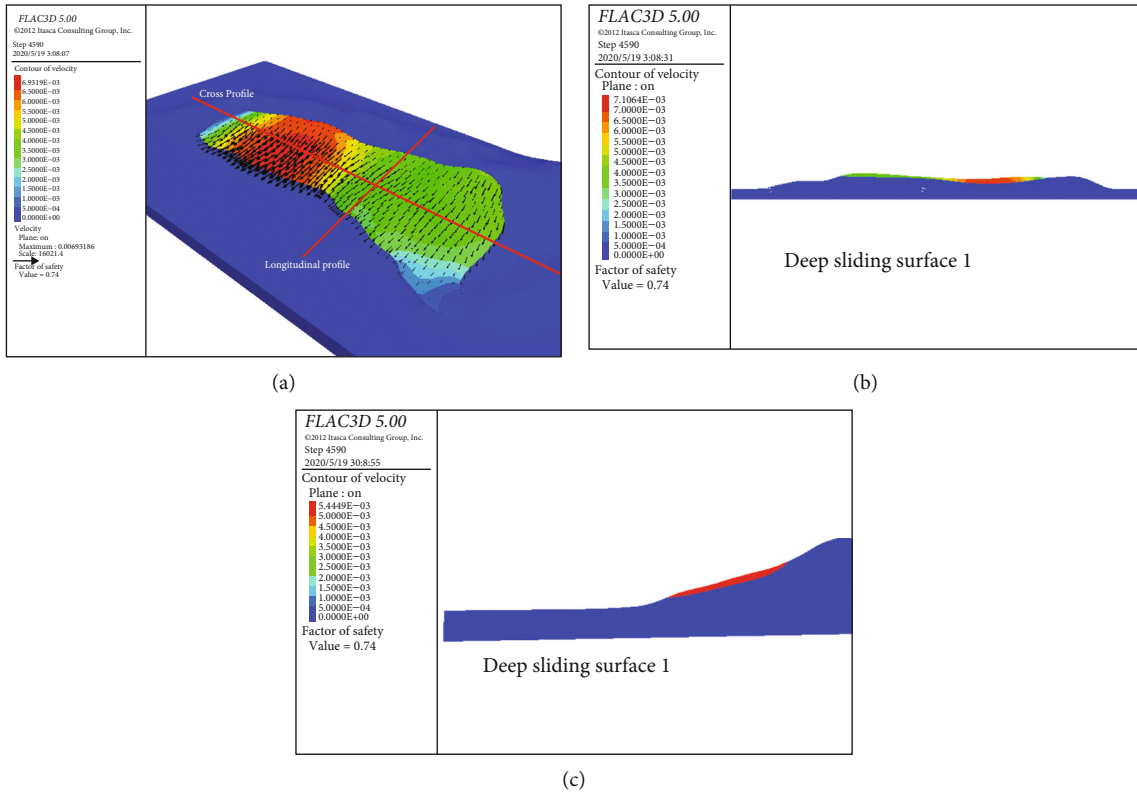 FLAC3D 5.00
©2012 Itasca Consulting Group, Inc.
Step 4590
2020/5/19 3:08:07
Contour of velocity
6.9319E−03
6.5000E−03
6.0000E−03
5.5000E−03
5.0000E−03
4.5000E−03
4.0000E−03
3.5000E−03
3.0000E−03
2.5000E−03
2.0000E−03
1.5000E−03
1.0000E−03
5.0000E−04
0.0000E+00
Velocity
Plane: on
Maximum : 0.00693186
Scale: 16021.4
Factor of safety
Value = 0.74
Cross Profile
Longitudinal profile
(a)
FLAC3D 5.00
©2012 Itasca Consulting Group, Inc.
Step 4590
2020/5/19 3:08:31
Contour of velocity
Plane : on
7.1064E−03
7.0000E−03
6.5000E−03
6.0000E−03
5.5000E−03
5.0000E−03
4.5000E−03
4.0000E−03
3.5000E−03
3.0000E−03
2.5000E−03
2.0000E−03
1.5000E−03
1.0000E−03
5.0000E−04
0.0000E+00
Factor of safety
Value = 0.74
Deep sliding surface 1
(b)
FLAC3D 5.00
©2012 Itasca Consulting Group, Inc.
Step 4590
2020/5/19 30:8:55
Contour of velocity
Plane : on
5.4449E−03
5.0000E−03
4.5000E−03
4.0000E−03
3.5000E−03
3.0000E−03
2.5000E−03
2.0000E−03
1.5000E−03
1.0000E−03
5.0000E−04
0.0000E+00
Factor of safety
Value = 0.74
Deep sliding surface 1
(c)